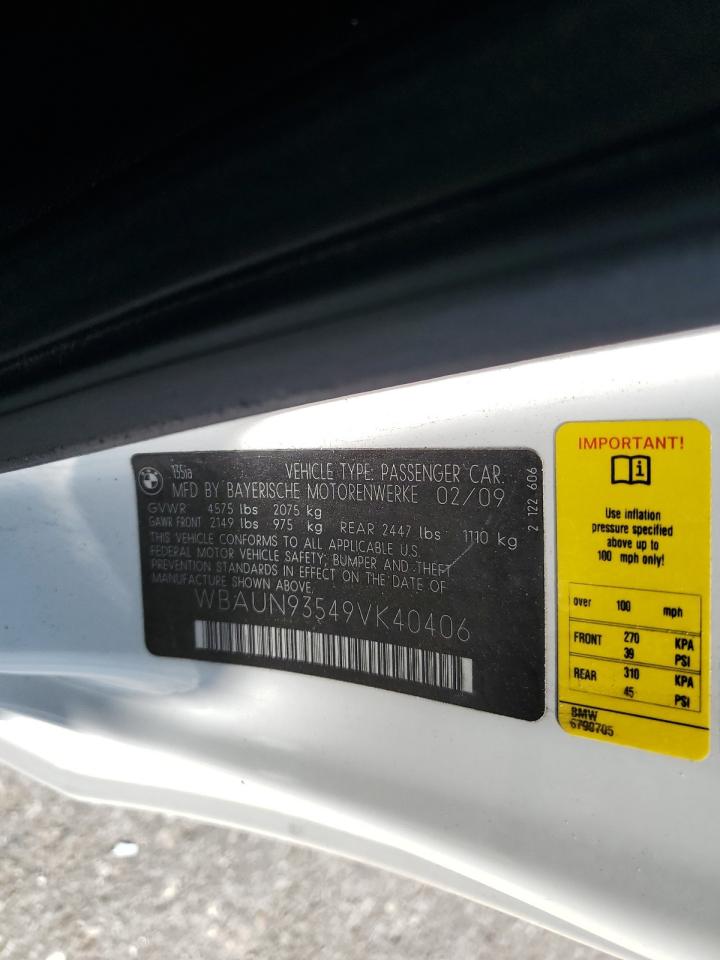 BMW 135ia VEHICLE TYPE: PASSENGER CAR.
MFD BY BAYERISCHE MOTORENWERKE 02/09
GVWR 4575 lbs 2075 kg
GAWR FRONT 2149 lbs 975 kg REAR 2447 lbs 1110 kg
THIS VEHICLE CONFORMS TO ALL APPLICABLE U.S.
FEDERAL MOTOR VEHICLE SAFETY, BUMPER AND THEFT
PREVENTION STANDARDS IN EFFECT ON THE DATE OF
MANUFACTURE SHOWN ABOVE.
WBAUN93549VK40406
2 122 606
IMPORTANT!
i
Use inflation
pressure specified
above up to
100 mph only!
over 100 mph
FRONT 270 KPA
39 PSI
REAR 310 KPA
45 PSI
BMW
6790705